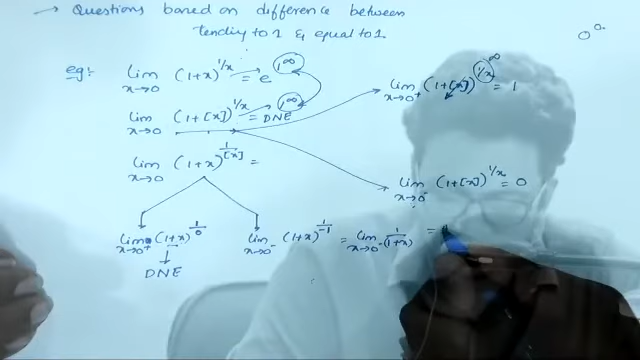 → Questions based on difference between
tending to 1 & equal to 1.
0^0.
eg:- lim x→0 (1+x)^1/x = e 1^∞
lim x→0 (1+[x])^1/x = DNE 1^∞
lim x→0+ (1+[x])^1/x = 1 ∞
lim x→0 (1+x)^1/[x] =
lim x→0- (1+[x])^1/x = 0
lim x→0+ (1+x)^1/0
DNE
lim x→0- (1+x)^1/-1 = lim x→0- 1/(1+x) =